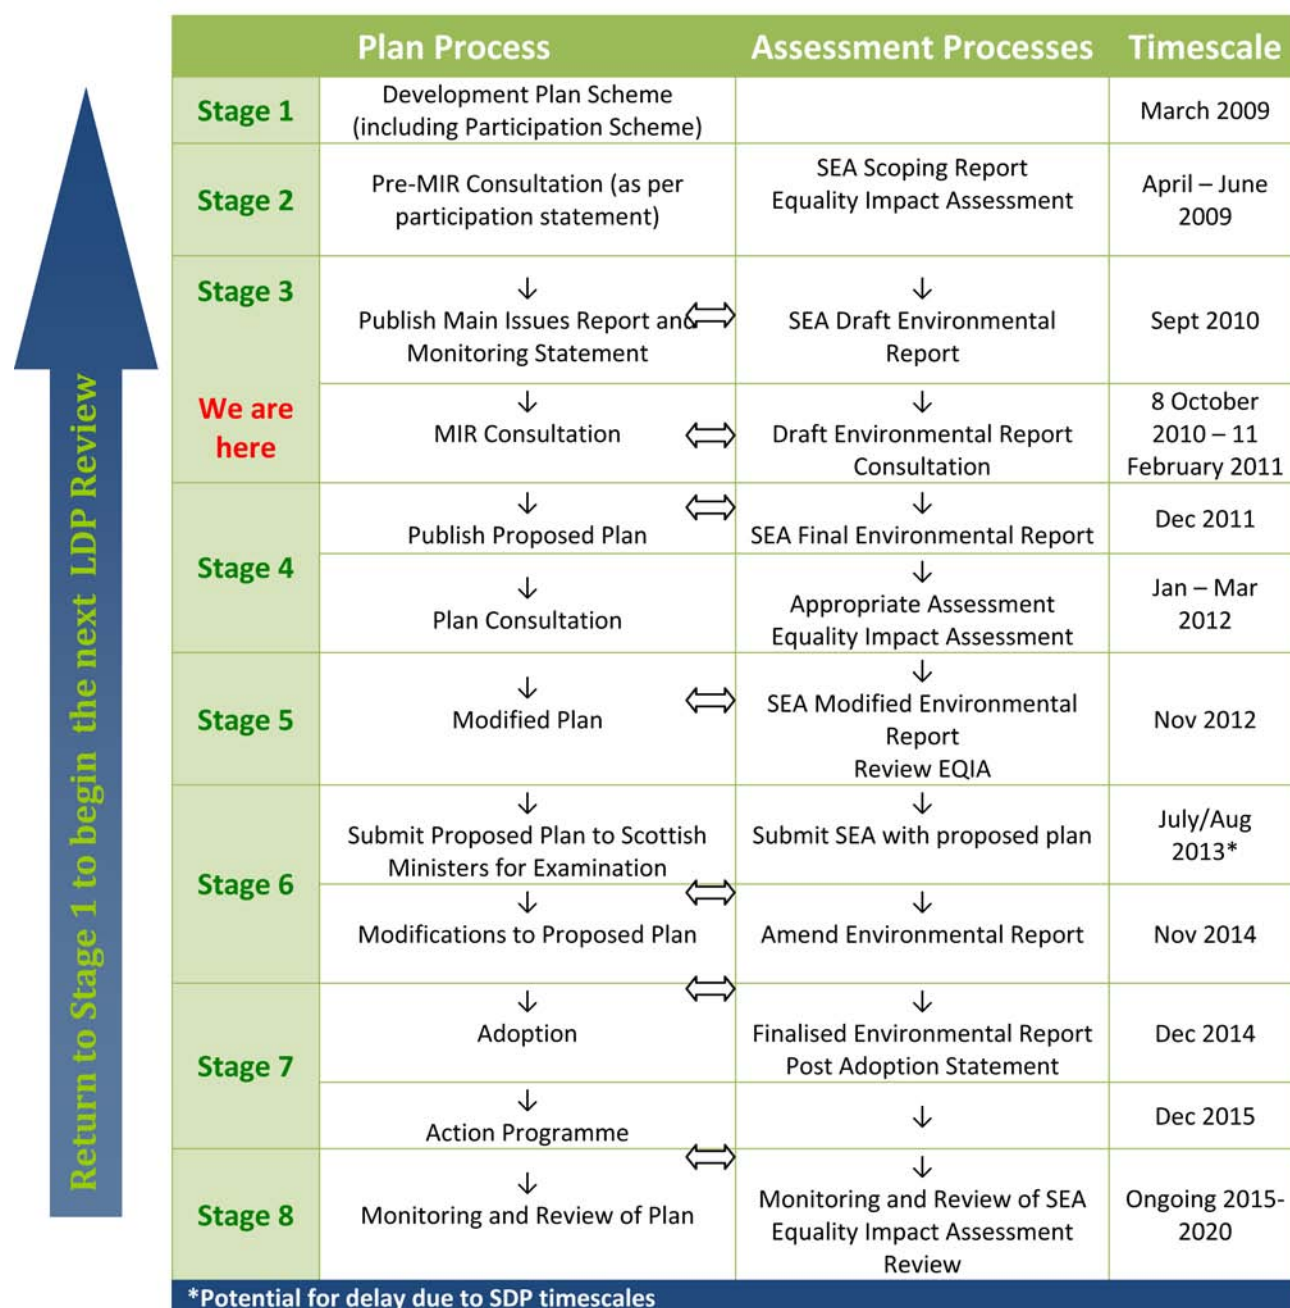 Plan Process Assessment Processes Timescale
Stage 1
Development Plan Scheme
(including Participation Scheme)
March 2009
Stage 2
Pre-MIR Consultation (as per
participation statement)
SEA Scoping Report
Equality Impact Assessment
April – June
2009
Stage 3
↓
Publish Main Issues Report and
Monitoring Statement
↓
SEA Draft Environmental
Report
Sept 2010
We are
here
↓
MIR Consultation
↓
Draft Environmental Report
Consultation
8 October
2010 – 11
February 2011
Stage 4
↓
Publish Proposed Plan
↓
SEA Final Environmental Report
Dec 2011
↓
Plan Consultation
↓
Appropriate Assessment
Equality Impact Assessment
Jan – Mar
2012
Stage 5
↓
Modified Plan
↓
SEA Modified Environmental
Report
Review EQIA
Nov 2012
Stage 6
↓
Submit Proposed Plan to Scottish
Ministers for Examination
↓
Submit SEA with proposed plan
July/Aug
2013*
↓
Modifications to Proposed Plan
↓
Amend Environmental Report
Nov 2014
Stage 7
↓
Adoption
↓
Finalised Environmental Report
Post Adoption Statement
Dec 2014
↓
Action Programme
↓
Dec 2015
Stage 8
↓
Monitoring and Review of Plan
↓
Monitoring and Review of SEA
Equality Impact Assessment
Review
Ongoing 2015-
2020
*Potential for delay due to SDP timescales
Return to Stage 1 to begin the next LDP Review